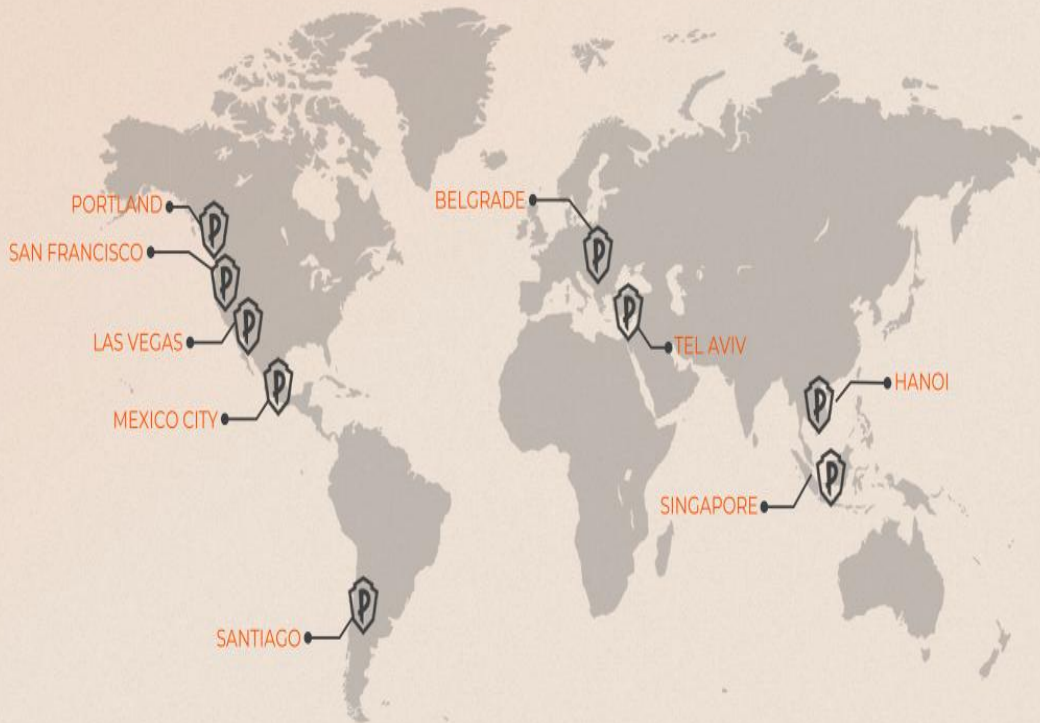 PORTLAND
BELGRADE
SAN FRANCISCO
LAS VEGAS
TEL AVIV
HANOI
MEXICO CITY
SINGAPORE
SANTIAGO
P
P
P
P
P
P
P
P
P